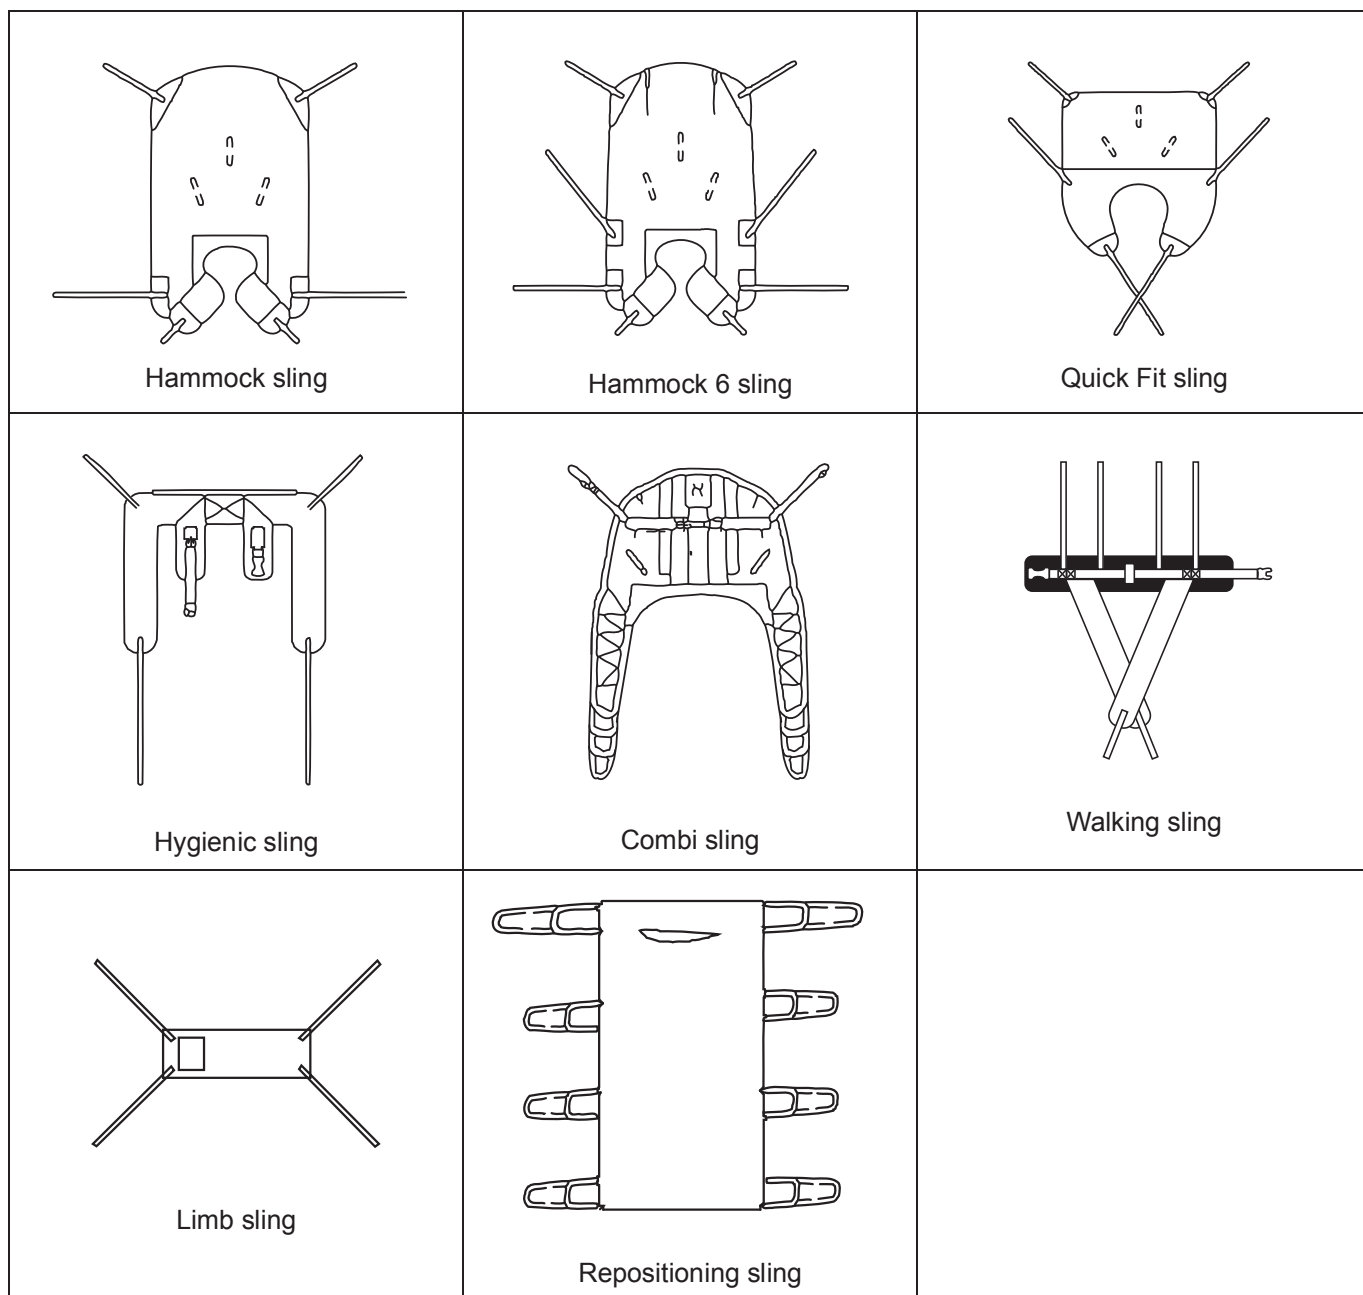 Hammock sling
Hammock 6 sling
Quick Fit sling
Hygienic sling
Combi sling
Walking sling
Limb sling
Repositioning sling